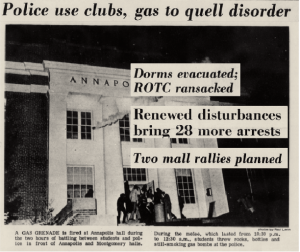 Police use clubs, gas to quell disorder
ANNAPO
Dorms evacuated;
ROTC ransacked
Renewed disturbances
bring 28 more arrests
Two mall rallies planned
A GAS GRENADE is fired at Annapolis hall during
the two hours of battling between students and pol-
ice in front of Annapolis and Montgomery halls.
During the melee, which lasted from 10:30 p.m.
to 12:30 a.m., students threw rocks, bottles and
still-smoking gas bombs at the police.